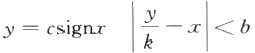 y = csignx   | y/k − x | < b